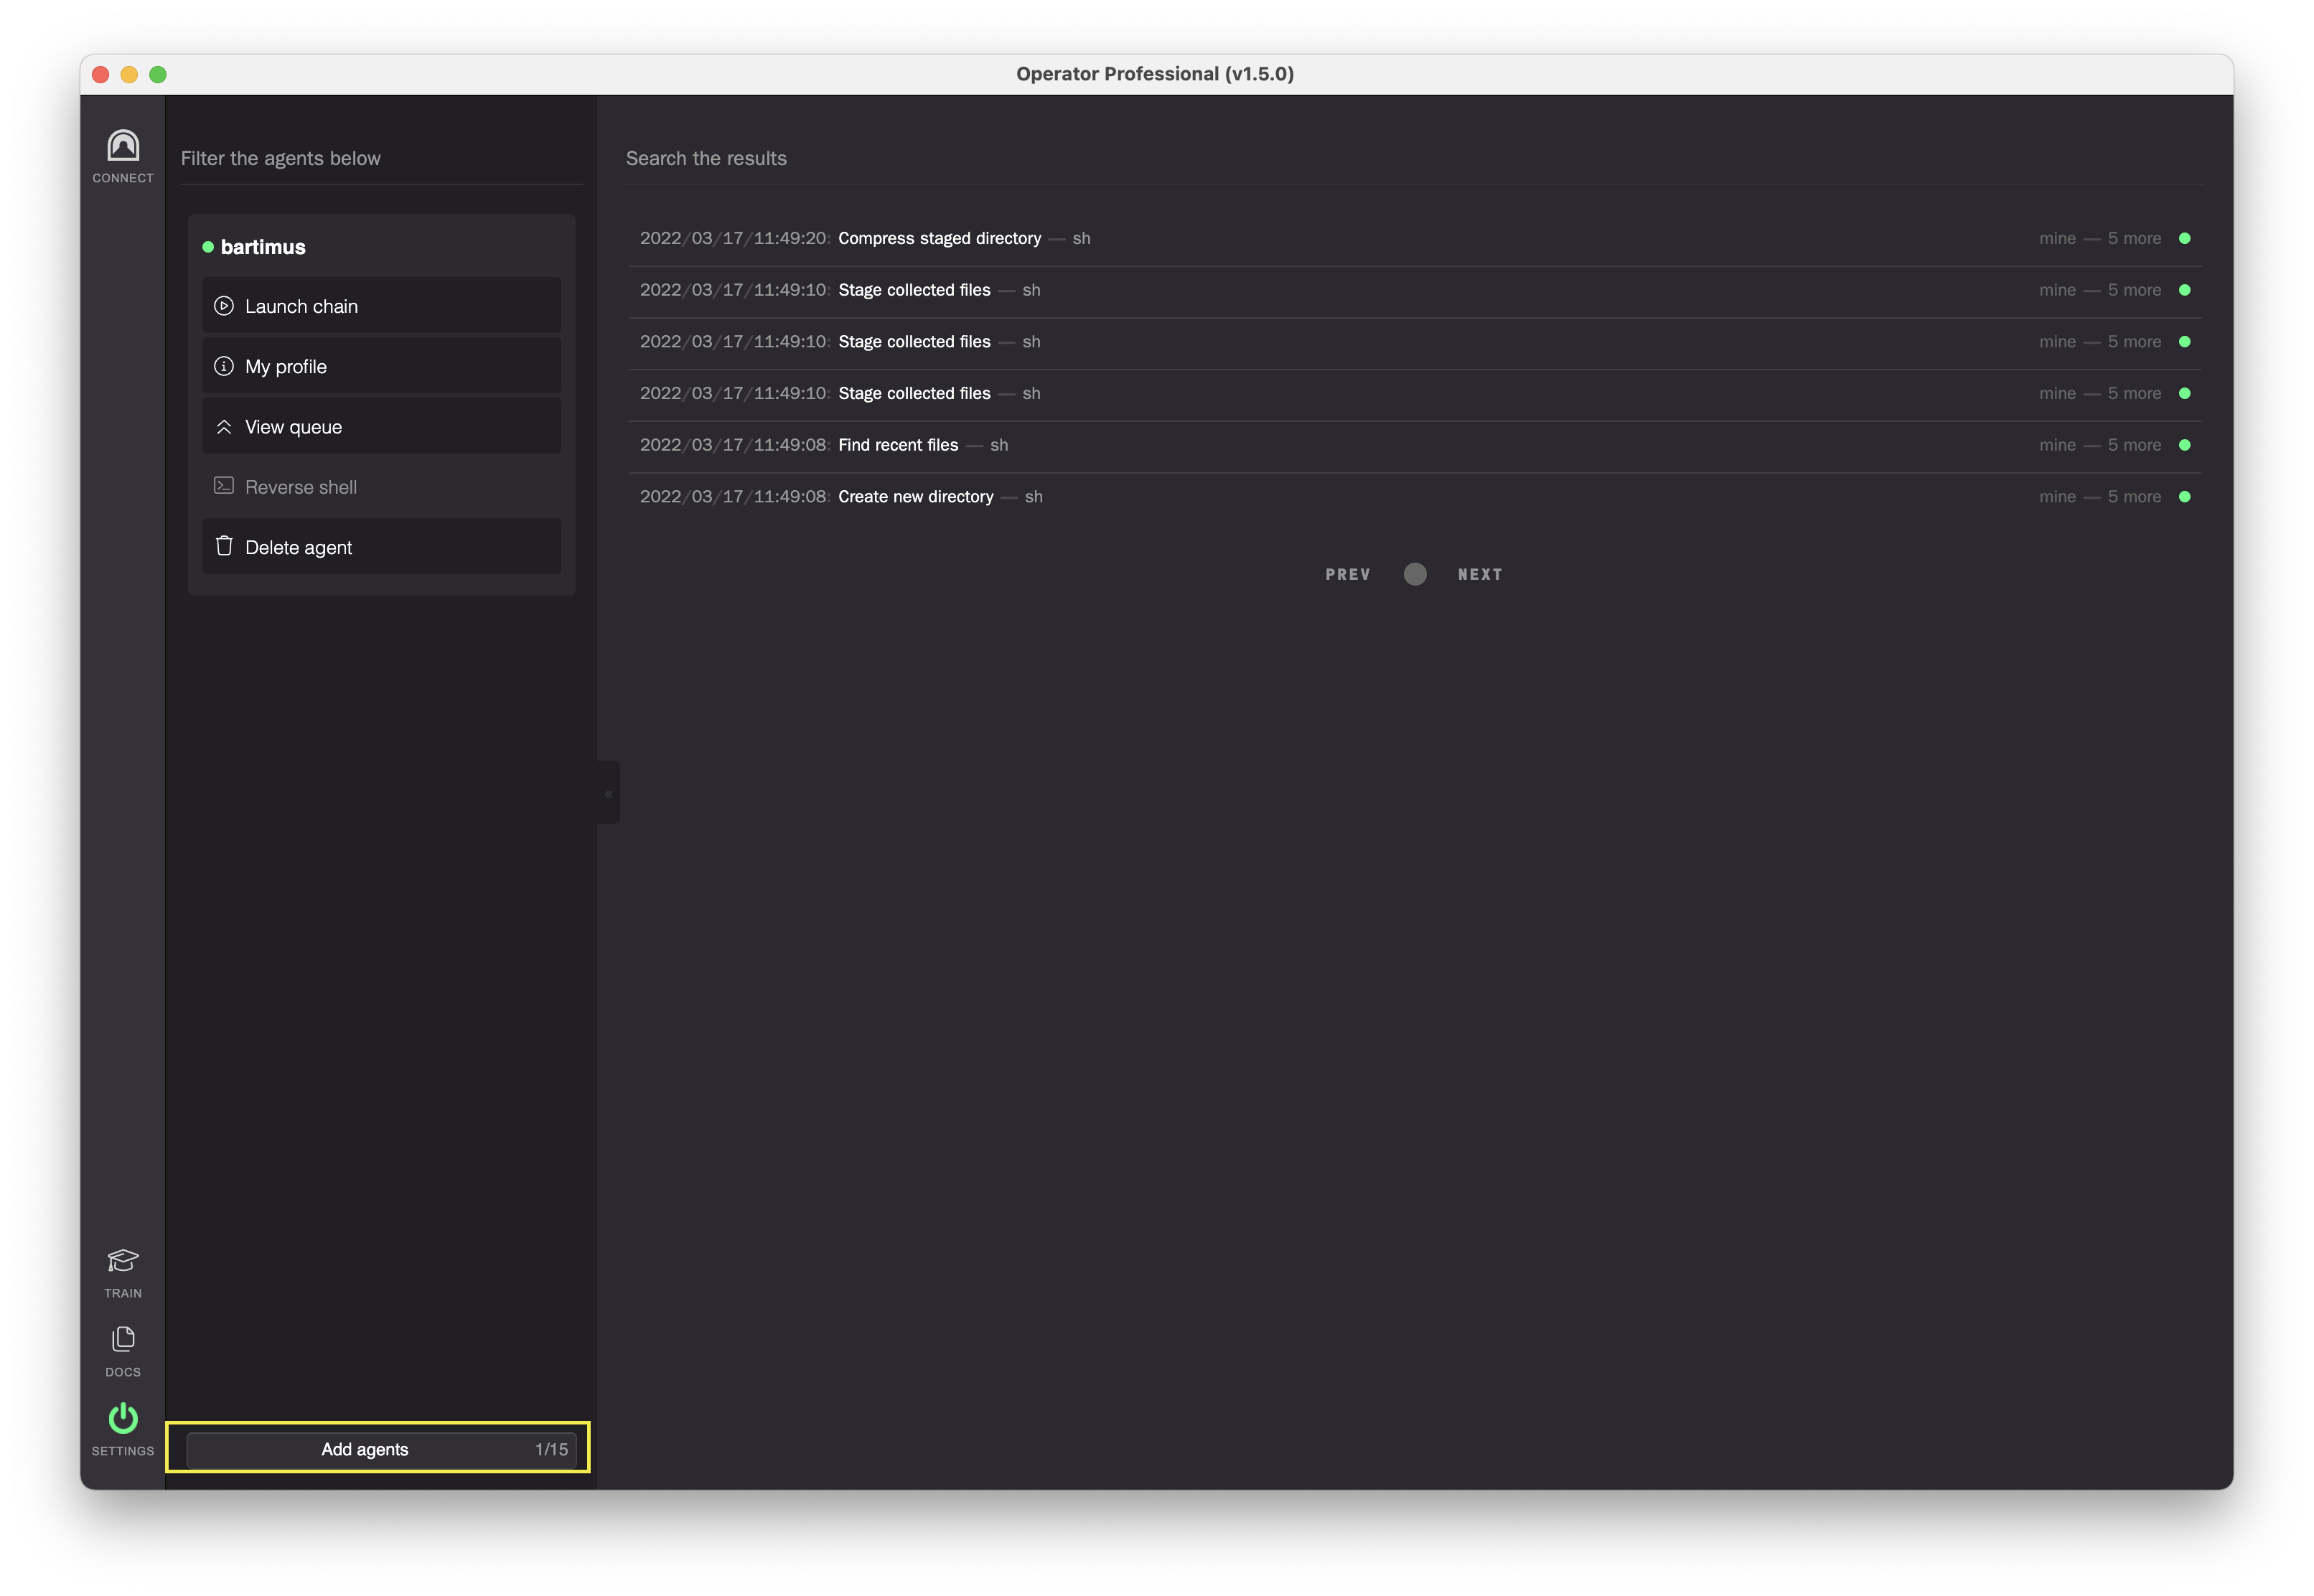 Operator Professional (v1.5.0)
CONNECT
Filter the agents below
bartimus
Launch chain
My profile
View queue
Reverse shell
Delete agent
Search the results
2022/03/17/11:49:20: Compress staged directory — sh mine — 5 more
2022/03/17/11:49:10: Stage collected files — sh mine — 5 more
2022/03/17/11:49:10: Stage collected files — sh mine — 5 more
2022/03/17/11:49:10: Stage collected files — sh mine — 5 more
2022/03/17/11:49:08: Find recent files — sh mine — 5 more
2022/03/17/11:49:08: Create new directory — sh mine — 5 more
PREV NEXT
«
TRAIN
DOCS
SETTINGS
Add agents 1/15